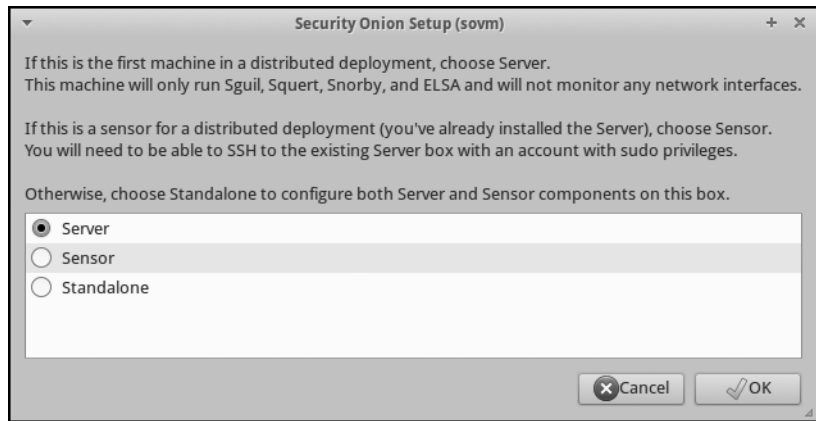 Security Onion Setup (sovm)
If this is the first machine in a distributed deployment, choose Server.
This machine will only run Sguil, Squert, Snorby, and ELSA and will not monitor any network interfaces.
If this is a sensor for a distributed deployment (you've already installed the Server), choose Sensor.
You will need to be able to SSH to the existing Server box with an account with sudo privileges.
Otherwise, choose Standalone to configure both Server and Sensor components on this box.
Server
Sensor
Standalone
Cancel OK